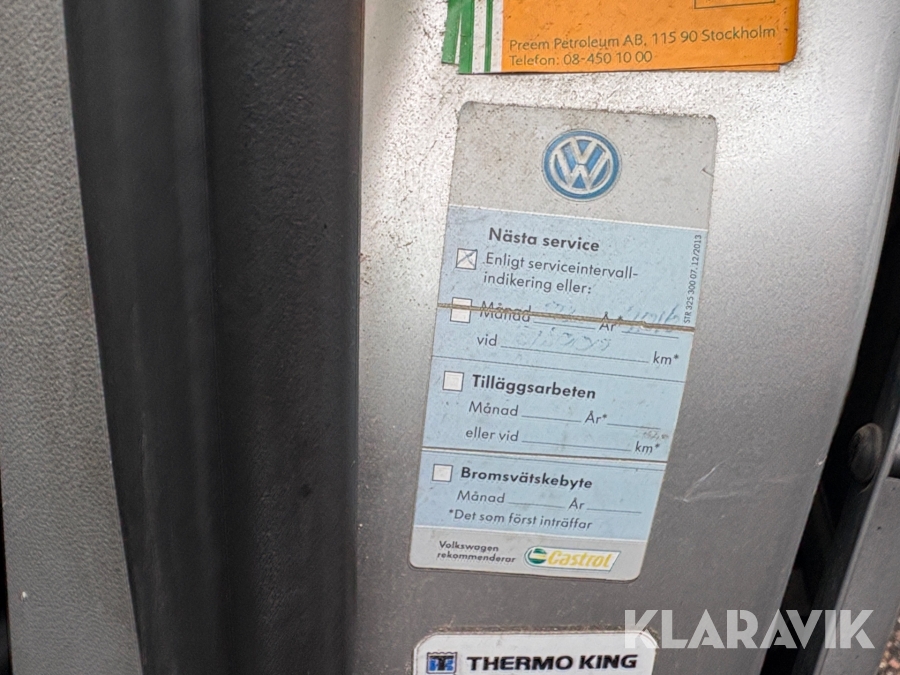 Preem Petroleum AB, 115 90 Stockholm
Telefon: 08-450 10 00
VW
Nästa service
Enligt serviceintervall-
indikering eller:
Månad År*
vid km*
Tilläggsarbeten
Månad År*
eller vid km*
Bromsvätskebyte
Månad År
*Det som först inträffar
Volkswagen
rekommenderar
Castrol
STR 325 300 07. 12/2013
THERMO KING
KLARAVIK